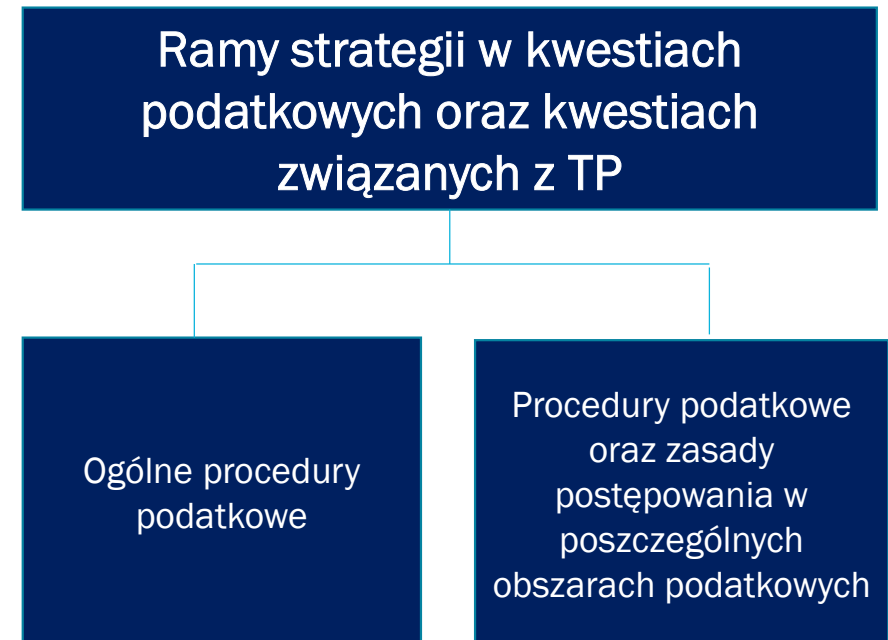 Ramy strategii w kwestiach
podatkowych oraz kwestiach
związanych z TP
Ogólne procedury
podatkowe
Procedury podatkowe
oraz zasady
postępowania w
poszczególnych
obszarach podatkowych